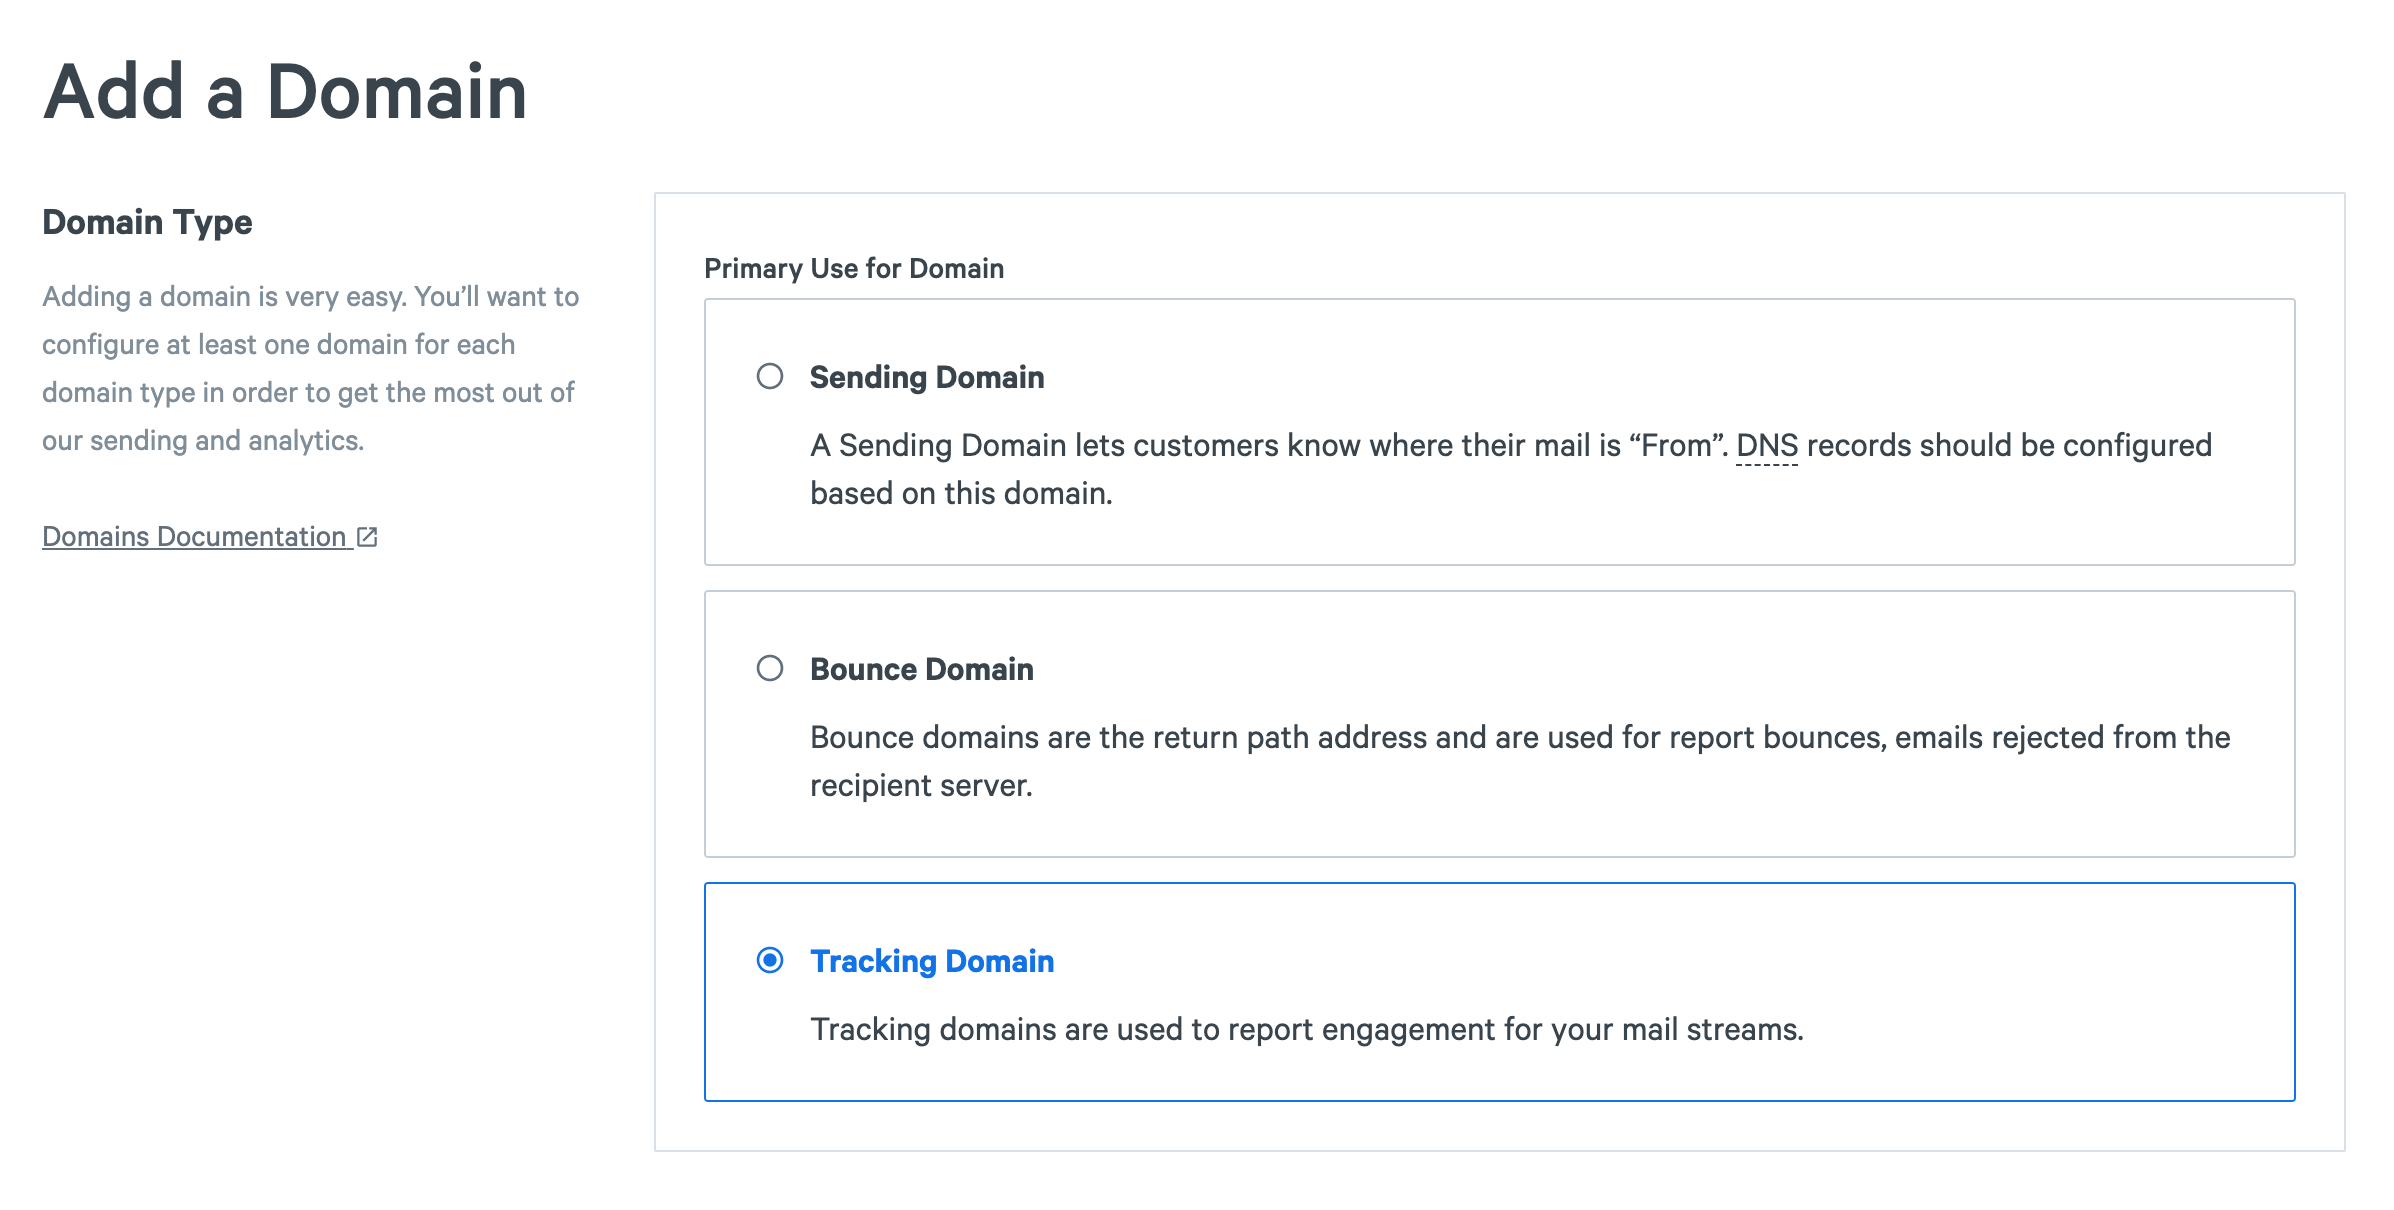 Add a Domain
Domain Type
Adding a domain is very easy. You’ll want to
configure at least one domain for each
domain type in order to get the most out of
our sending and analytics.
Domains Documentation
Primary Use for Domain
Sending Domain
A Sending Domain lets customers know where their mail is “From”. DNS records should be configured
based on this domain.
Bounce Domain
Bounce domains are the return path address and are used for report bounces, emails rejected from the
recipient server.
Tracking Domain
Tracking domains are used to report engagement for your mail streams.